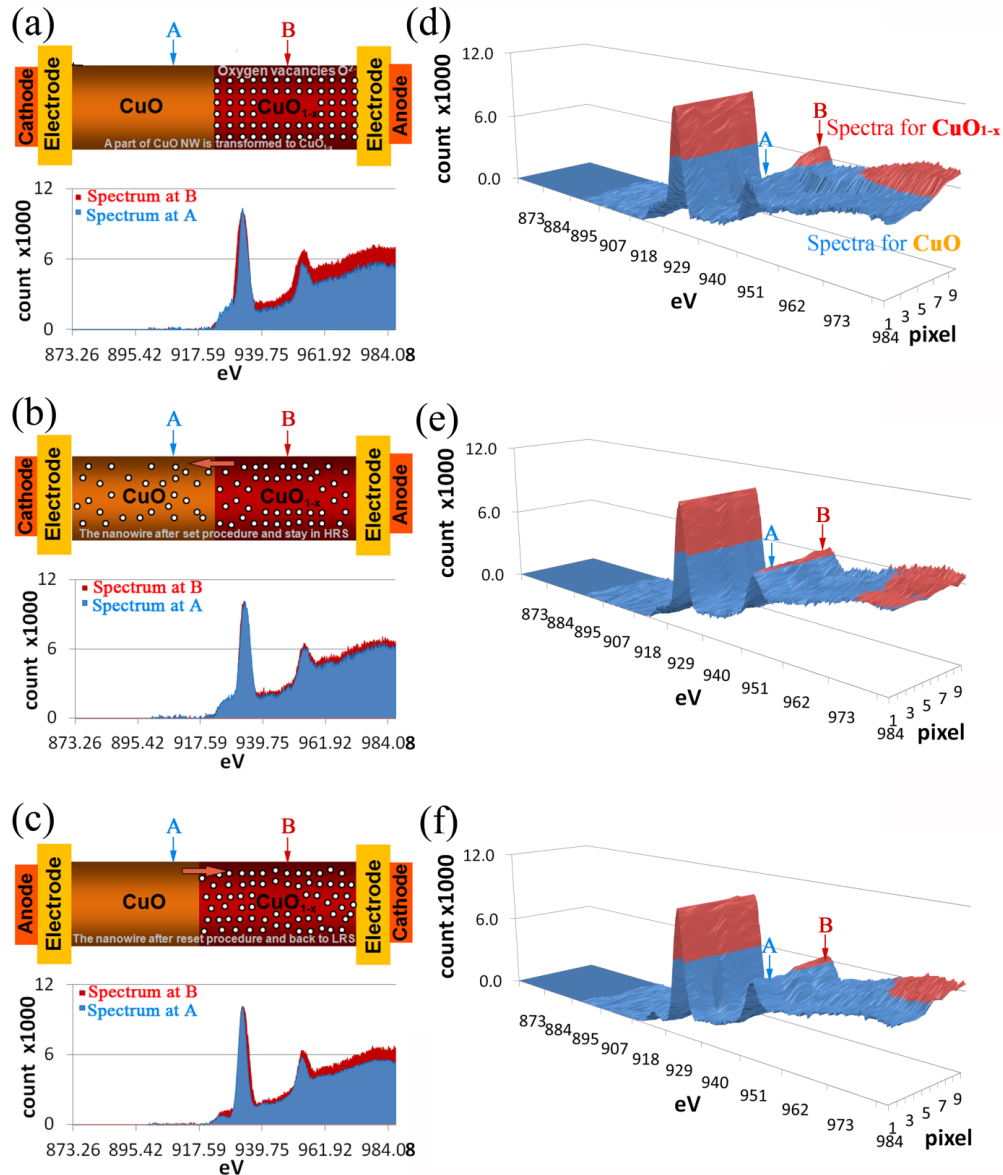 (a)
A
B
Cathode
Electrode
CuO
Oxygen vacancies O²⁻
CuO₁₋ₓ
A part of CuO NW is transformed to CuO₁₋ₓ
Electrode
Anode
12
6
0
count x1000
Spectrum at B
Spectrum at A
873.26 895.42 917.59 939.75 961.92 984.08 8
eV
(d)
12.0
6.0
0.0
count x1000
A
B
Spectra for CuO₁₋ₓ
Spectra for CuO
873 884 895 907 918 929 940 951 962 973 984
eV
1 3 5 7 9
pixel
(b)
A
B
Cathode
Electrode
CuO
CuO₁₋ₓ
The nanowire after set procedure and stay in HRS
Electrode
Anode
12
6
0
count x1000
Spectrum at B
Spectrum at A
873.26 895.42 917.59 939.75 961.92 984.08 8
eV
(e)
12.0
6.0
0.0
count x1000
A
B
873 884 895 907 918 929 940 951 962 973 984
eV
1 3 5 7 9
pixel
(c)
A
B
Anode
Electrode
CuO
CuO₁₋ₓ
The nanowire after reset procedure and back to LRS
Electrode
Cathode
12
6
0
count x1000
Spectrum at B
Spectrum at A
873.26 895.42 917.59 939.75 961.92 984.08 8
eV
(f)
12.0
6.0
0.0
count x1000
A
B
873 884 895 907 918 929 940 951 962 973 984
eV
1 3 5 7 9
pixel